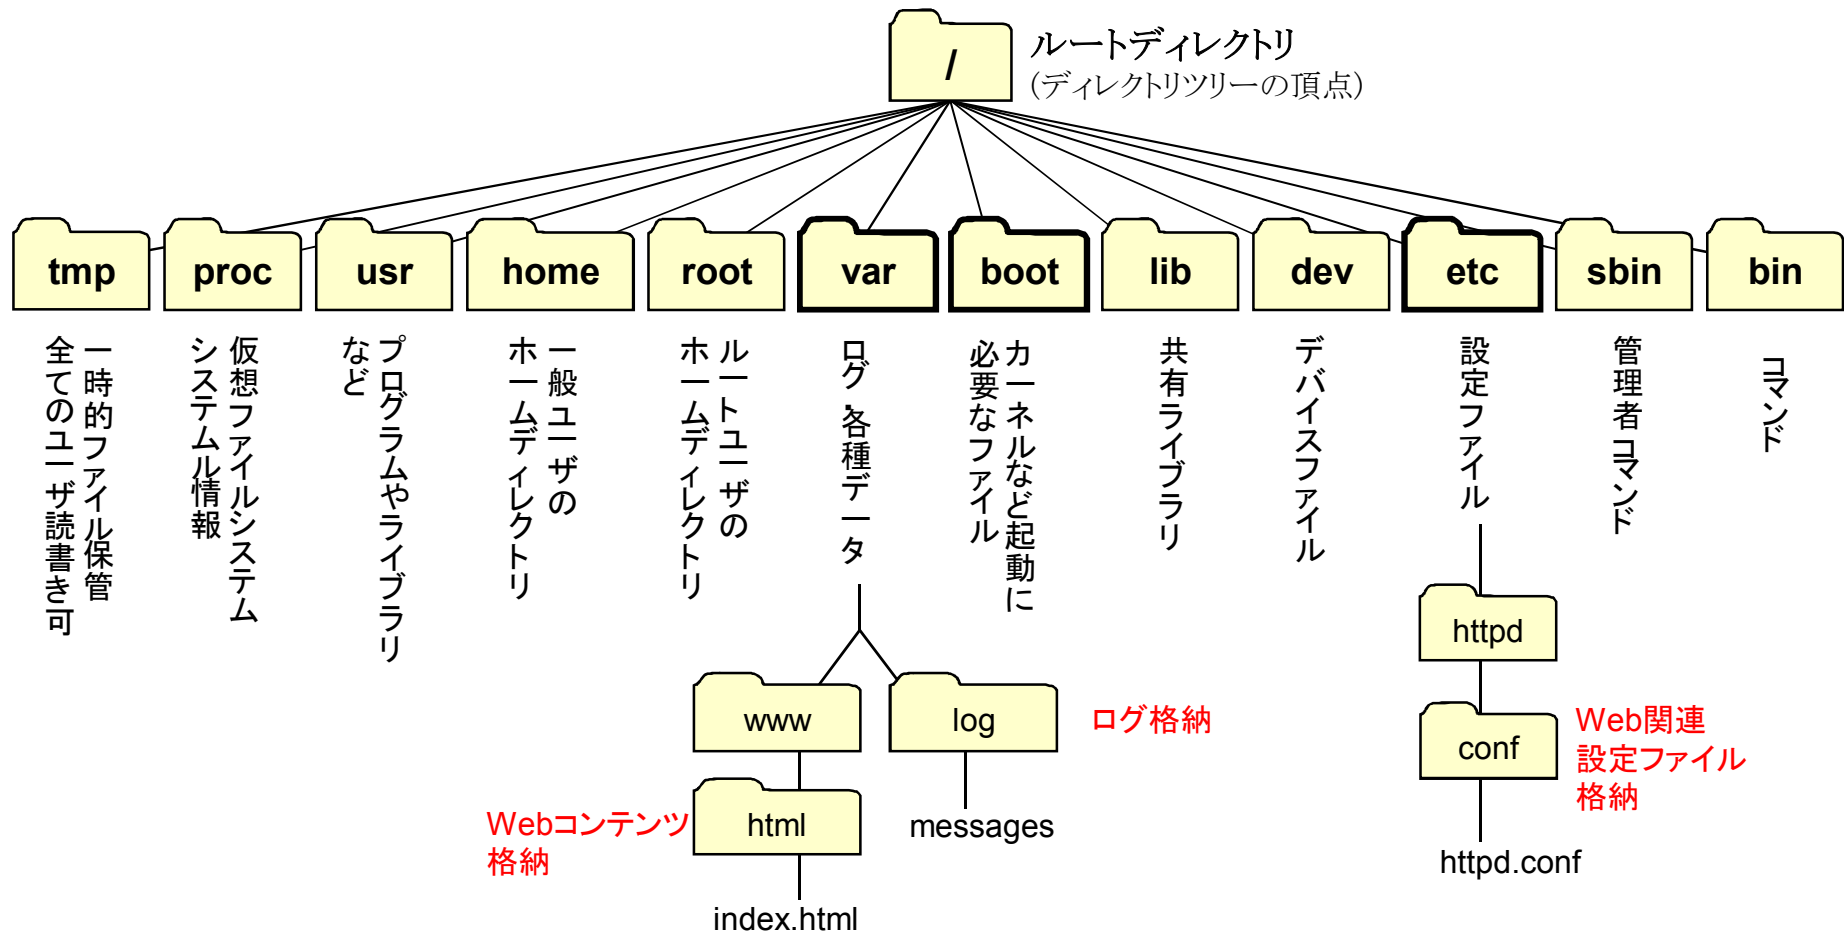 /
ルートディレクトリ
(ディレクトリツリーの頂点)
tmp
proc
usr
home
root
var
boot
lib
dev
etc
sbin
bin
一時的ファイル保管
全てのユーザ読書き可
仮想ファイルシステム
システムル情報
プログラムやライブラリ
など
一般ユーザの
ホームディレクトリ
ルートユーザの
ホームディレクトリ
ログ・各種データ
カーネルなど起動に
必要なファイル
共有ライブラリ
デバイスファイル
設定ファイル
管理者コマンド
コマンド
httpd
www
log
ログ格納
conf
Web関連
設定ファイル
格納
Webコンテンツ
格納
html
messages
httpd.conf
index.html